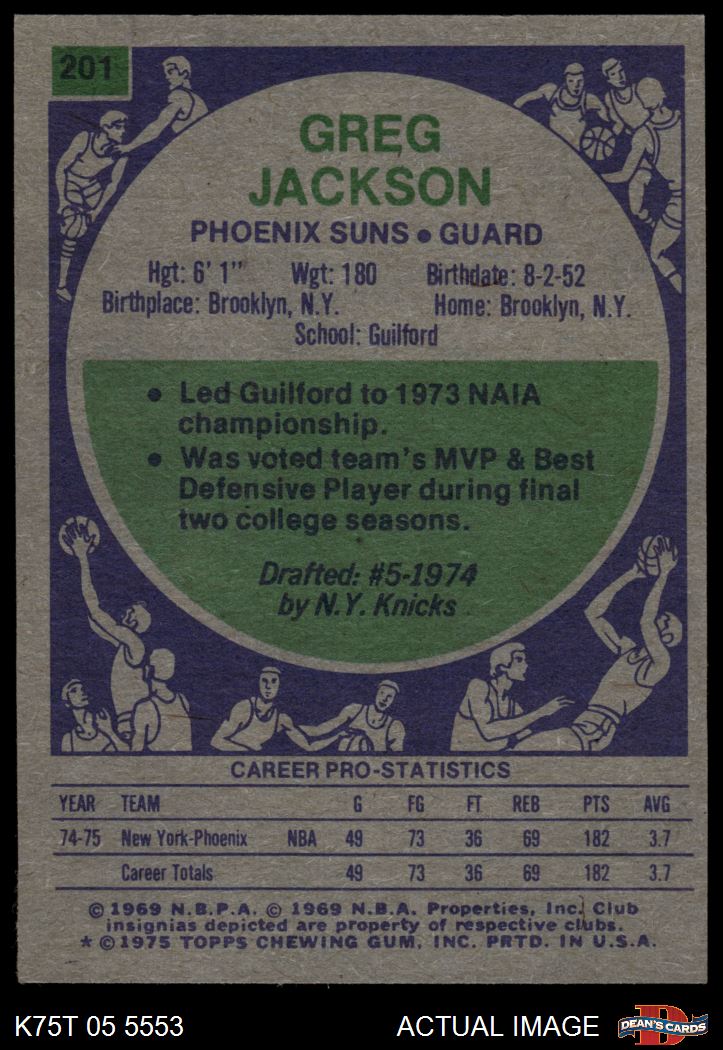 201
GREG
JACKSON
PHOENIX SUNS • GUARD
Hgt: 6' 1" Wgt: 180 Birthdate: 8-2-52
Birthplace: Brooklyn, N.Y. Home: Brooklyn, N.Y.
School: Guilford
• Led Guilford to 1973 NAIA
championship.
• Was voted team's MVP & Best
Defensive Player during final
two college seasons.
Drafted: #5-1974
by N.Y. Knicks
CAREER PRO-STATISTICS
YEAR TEAM G FG FT REB PTS AVG
74-75 New York-Phoenix NBA 49 73 36 69 182 3.7
Career Totals 49 73 36 69 182 3.7
© 1969 N.B.P.A. © 1969 N.B.A. Properties, Inc. Club
insignias depicted are property of respective clubs.
* © 1975 TOPPS CHEWING GUM, INC. PRTD. IN U.S.A.
K75T 05 5553 ACTUAL IMAGE D DEAN'S CARDS